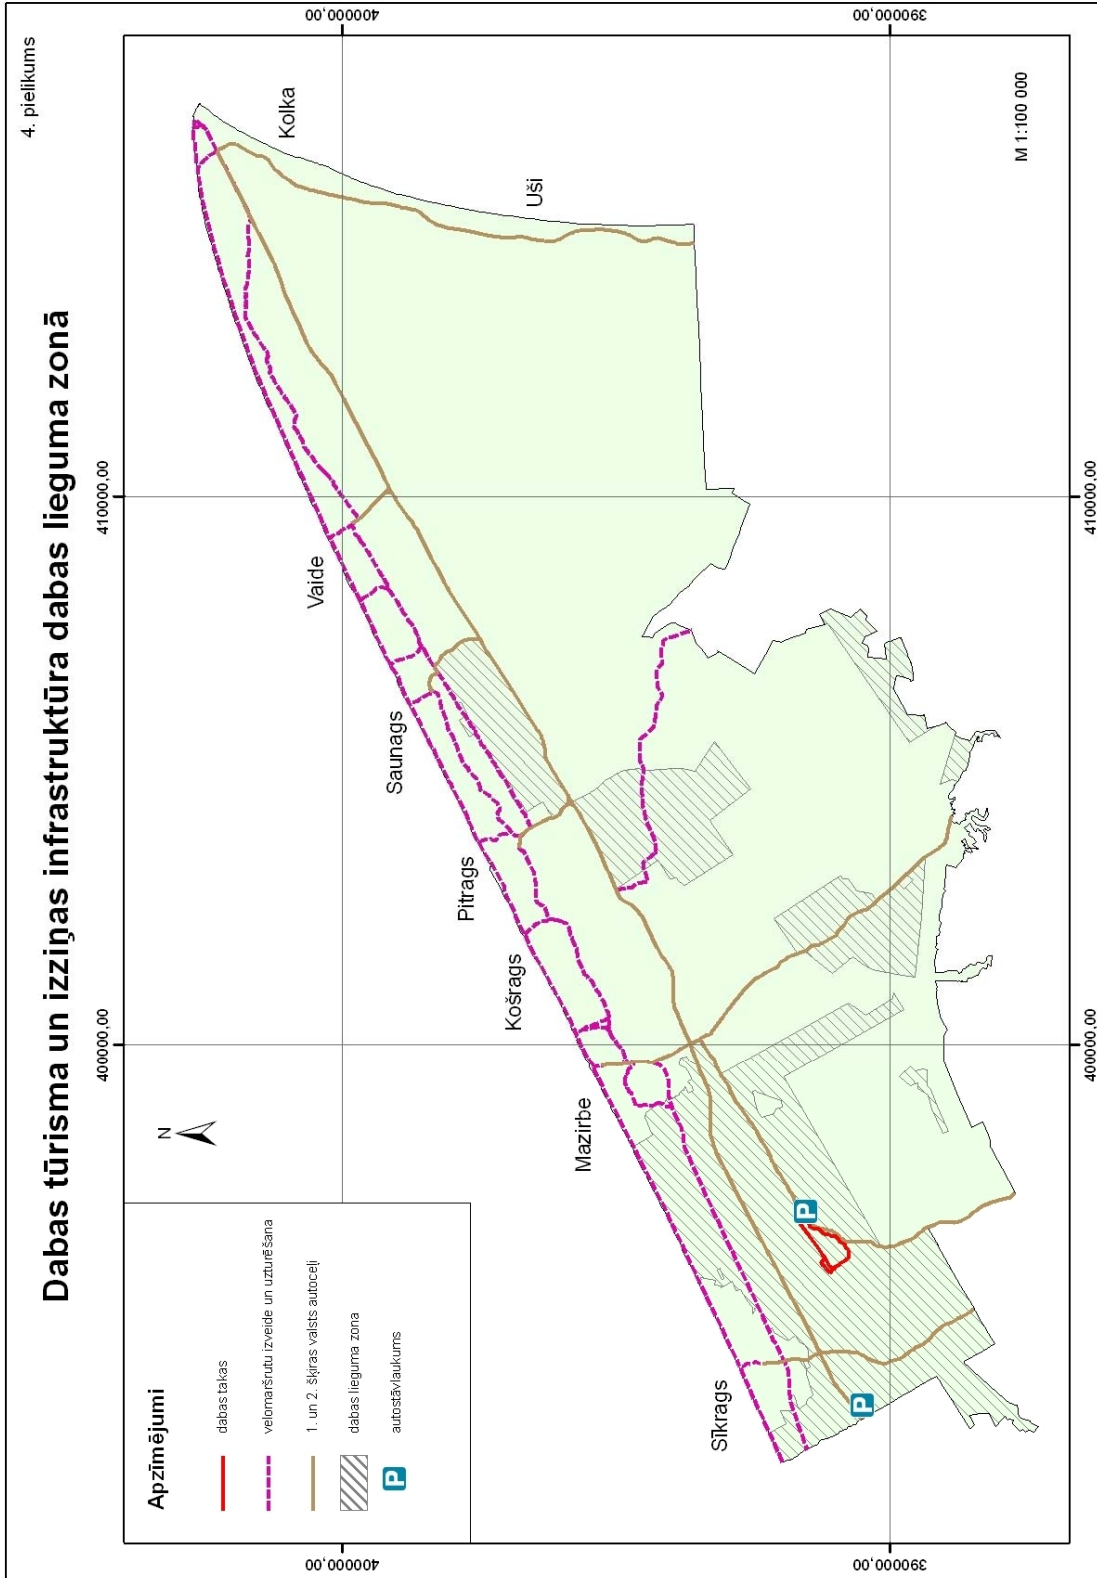 4. pielikums
Dabas tūrisma un izziņas infrastruktūra dabas lieguma zonā
400000,00
410000,00
400000,00
390000,00
400000,00
390000,00
400000,00
410000,00
N
Kolka
Uši
Vaide
Saunags
Pitrags
Košrags
Mazirbe
Sīkrags
P
P
M 1:100 000
Apzīmējumi
dabas takas
velomaršrutu izveide un uzturēšana
1. un 2. šķiras valsts autoceļi
dabas lieguma zona
P
autostāvlaukums